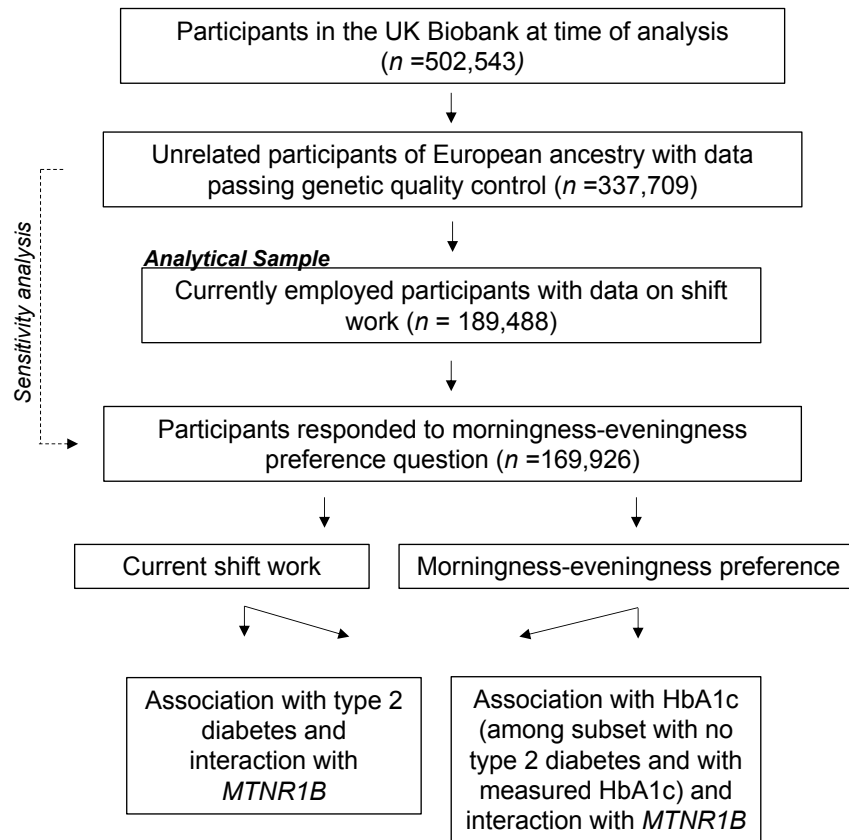 Participants in the UK Biobank at time of analysis
(n =502,543)
Unrelated participants of European ancestry with data
passing genetic quality control (n =337,709)
Sensitivity analysis
Analytical Sample
Currently employed participants with data on shift
work (n = 189,488)
Participants responded to morningness-eveningness
preference question (n =169,926)
Current shift work
Morningness-eveningness preference
Association with type 2
diabetes and
interaction with
MTNR1B
Association with HbA1c
(among subset with no
type 2 diabetes and with
measured HbA1c) and
interaction with MTNR1B